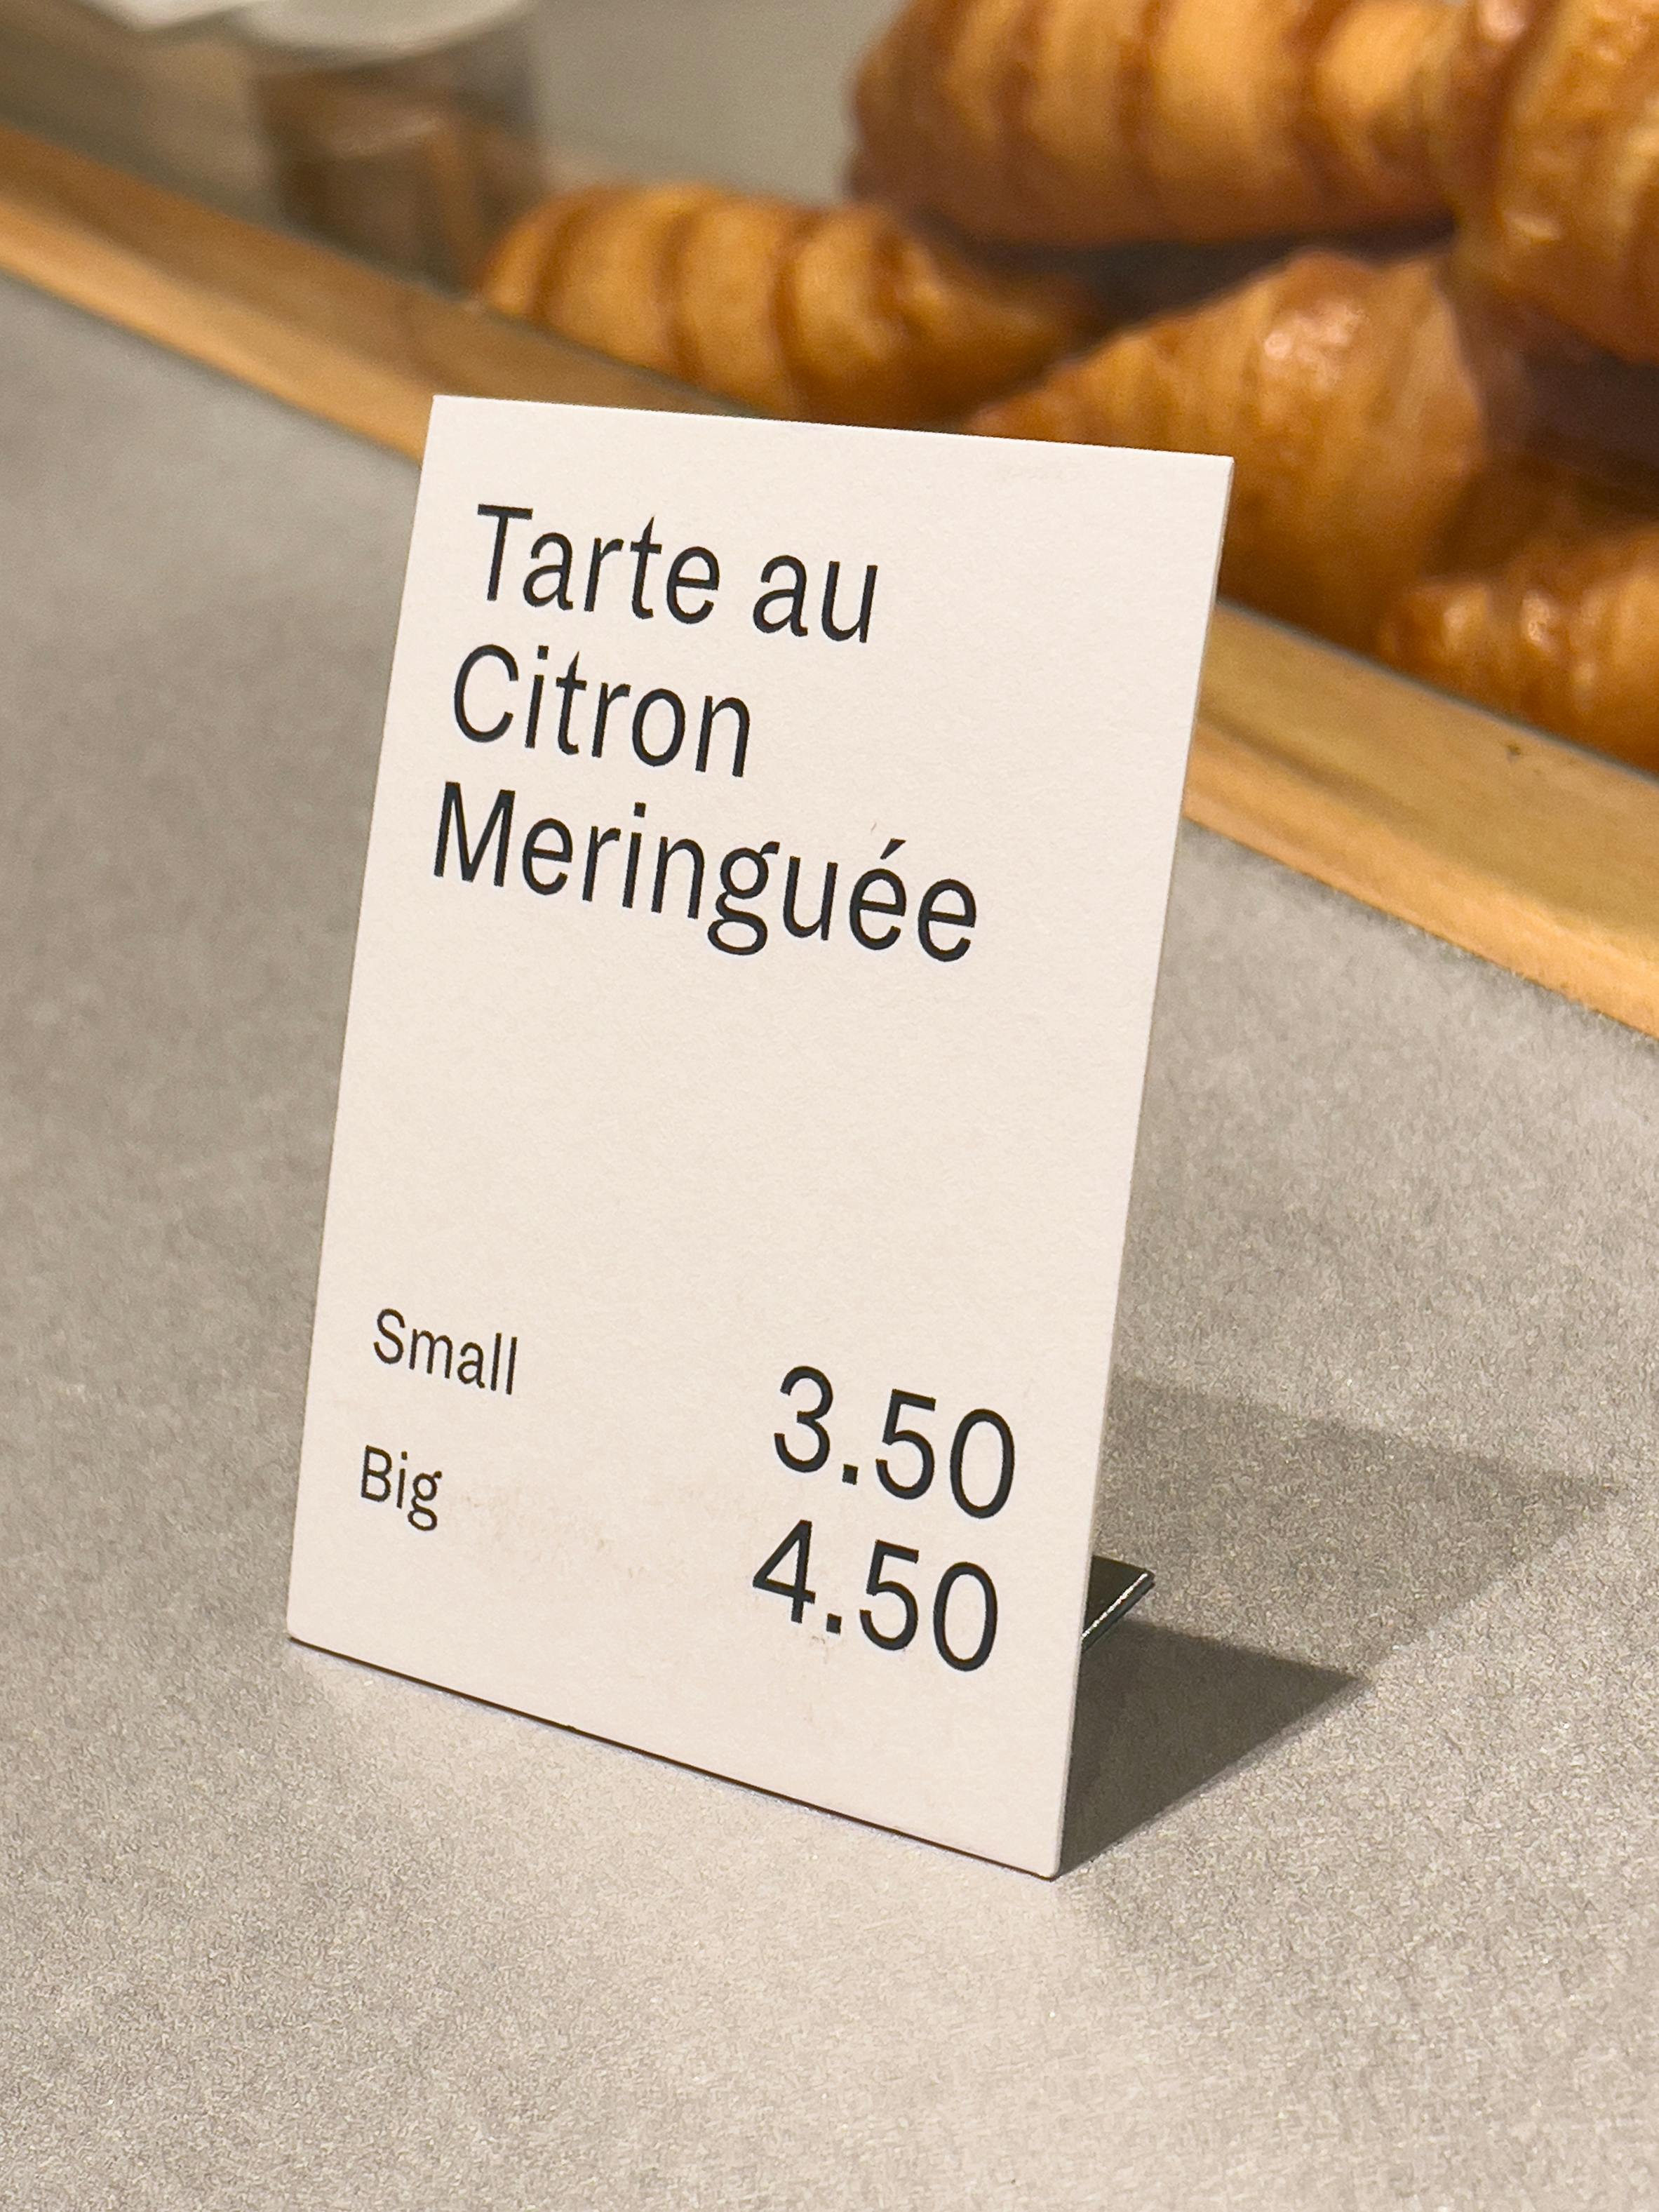 Tarte au
Citron
Meringuée
Small 3.50
Big 4.50